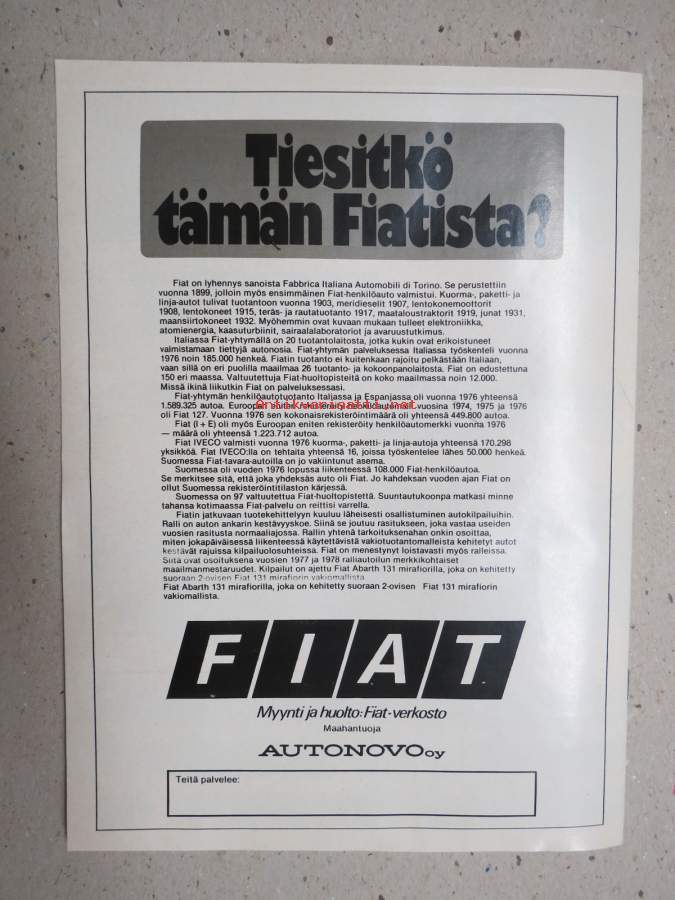 Tiesitkö
tämän Fiatista?
Fiat on lyhennys sanoista Fabbrica Italiana Automobili di Torino. Se perustettiin
vuonna 1899, jolloin myös ensimmäinen Fiat-henkilöauto valmistui. Kuorma-, paketti- ja
linja-autot tulivat tuotantoon vuonna 1903, meridieselit 1907, lentokonemoottorit
1908, lentokoneet 1915, teräs- ja rautatuotanto 1917, maataloustraktorit 1919, junat 1931,
maansiirtokoneet 1932. Myöhemmin ovat kuvaan mukaan tulleet elektroniikka,
atomienergia, kaasuturbiinit, sairaalalaboratoriot ja avaruustutkimus.
Italiassa Fiat-yhtymällä on 20 tuotantolaitosta, jotka kukin ovat erikoistuneet
valmistamaan tiettyjä autonosia. Fiat-yhtymän palveluksessa Italiassa työskenteli vuonna
1976 noin 185.000 henkeä. Fiatin tuotanto ei kuitenkaan rajoitu pelkästään Italiaan,
vaan sillä on eri puolilla maailmaa 26 tuotanto- ja kokoonpanolaitosta. Fiat on edustettuna
150 eri maassa. Valtuutettuja Fiat-huoltopisteitä on koko maailmassa noin 12.000.
Missä ikinä liikutkin Fiat on palveluksessasi.
Fiat-yhtymän henkilöautotuotanto Italiassa ja Espanjassa oli vuonna 1976 yhteensä
1.589.325 autoa. Euroopan eniten rekisteröity henkilöautomerkki vuosina 1974, 1975 ja 1976
antikvariaatti.net
oli Fiat 127. Vuonna 1976 sen kokonaisrekisteröintimäärä oli yhteensä 449.800 autoa.
Fiat (I + E) oli myös Euroopan eniten rekisteröity henkilöautomerkki vuonna 1976
— määrä oli yhteensä 1.223.712 autoa.
Fiat IVECO valmisti vuonna 1976 kuorma-, paketti- ja linja-autoja yhteensä 170.298
yksikköä. Fiat IVECO:lla on tehtaita yhteensä 16, joissa työskentelee lähes 50.000 henkeä.
Suomessa Fiat-tavara-autoilla on jo vakiintunut asema.
Suomessa oli vuoden 1976 lopussa liikenteessä 108.000 Fiat-henkilöautoa.
Se merkitsee sitä, että joka yhdeksäs auto oli Fiat. Jo kahdeksan vuoden ajan Fiat on
ollut Suomessa rekisteröintitilaston kärjessä.
Suomessa on 97 valtuutettua Fiat-huoltopistettä. Suuntautukoonpa matkasi minne
tahansa kotimaassa Fiat-palvelu on reittisi varrella.
Fiatin jatkuvaan tuotekehittelyyn kuuluu läheisesti osallistuminen autokilpailuihin.
Ralli on auton ankarin kestävyyskoe. Siinä se joutuu rasitukseen, joka vastaa useiden
vuosien rasitusta normaaliajossa. Rallin yhtenä tarkoituksenahan onkin osoittaa,
miten jokapäiväisessä liikenteessä käytettävistä vakiotuotantomalleista kehitetyt autot
kestävät rajuissa kilpailuolosuhteissa. Fiat on menestynyt loistavasti myös ralleissa.
Siitä ovat osoituksena vuosien 1977 ja 1978 ralliautoilun merkkikohtaiset
maailmanmestaruudet. Kilpailut on ajettu Fiat Abarth 131 mirafiorilla, joka on kehitetty
suoraan 2-ovisen Fiat 131 mirafiorin vakiomallista.
Fiat Abarth 131 mirafiorilla, joka on kehitetty suoraan 2-ovisen Fiat 131 mirafiorin
vakiomallista.
FIAT
Myynti ja huolto: Fiat-verkosto
Maahantuoja
AUTONOVO OY
Teitä palvelee: